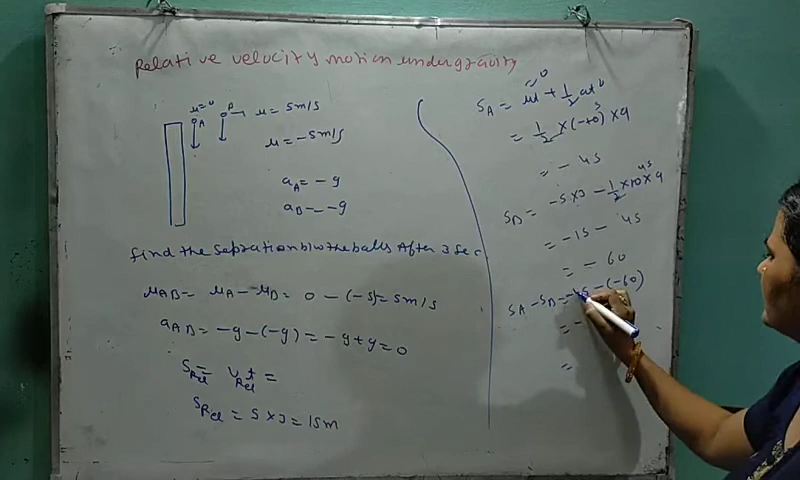 Relative velocity motion under gravity
u=0
A
B
u = 5m/s
u = -5m/s
aA = -g
aB = -g
find the sepration b/w the balls After 3 sec
uAB = uA - uB = 0 - (-5) = 5m/s
aAB = -g - (-g) = -g + g = 0
SRel = VRel t =
SRel = 5 x 3 = 15m
SA = ut + 1/2 at²
= 1/2 x (-10) x 9
= - 45
SB = -5 x 3 - 1/2 x 10 x 9
= -15 - 45
= - 60
SA - SB = -45 - (-60)
= -
=